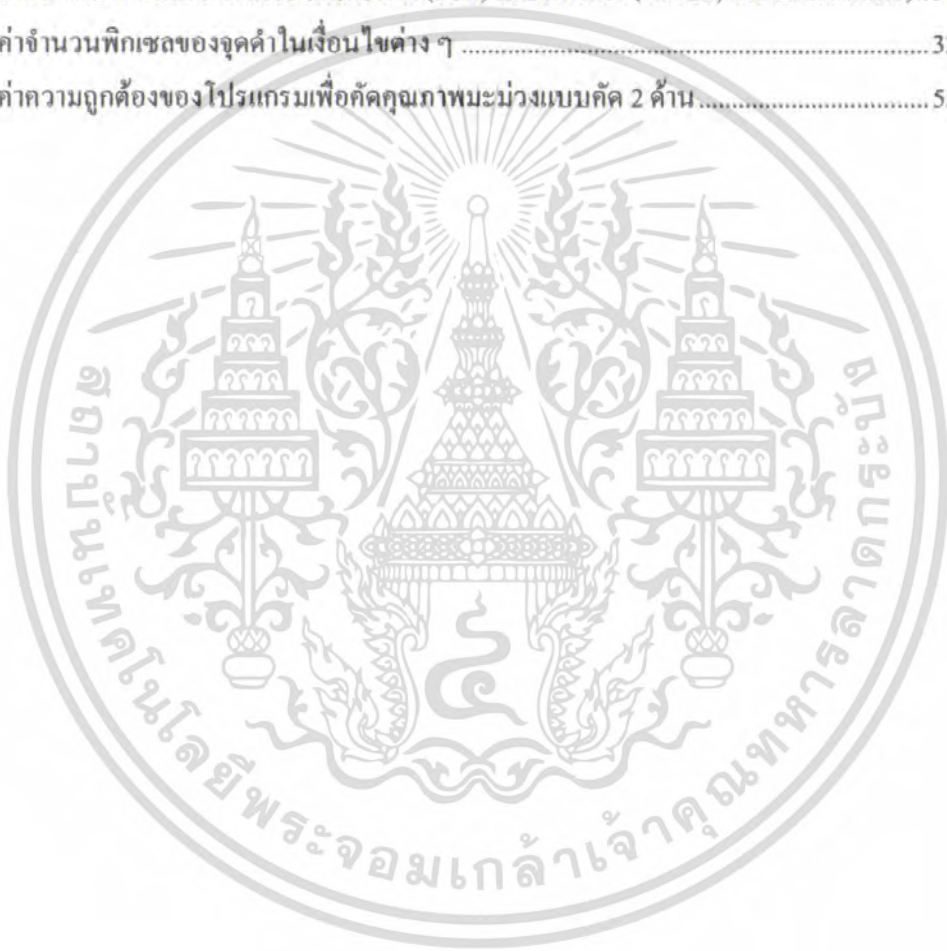 ค่าจำนวนพิกเซลของจุดดำในเงื่อนไขต่าง ๆ ........ 3
ค่าความถูกต้องของโปรแกรมเพื่อคัดคุณภาพมะม่วงแบบคัด 2 ด้าน ........ 5
สถาบันเทคโนโลยีพระจอมเกล้าเจ้าคุณทหารลาดกระบัง